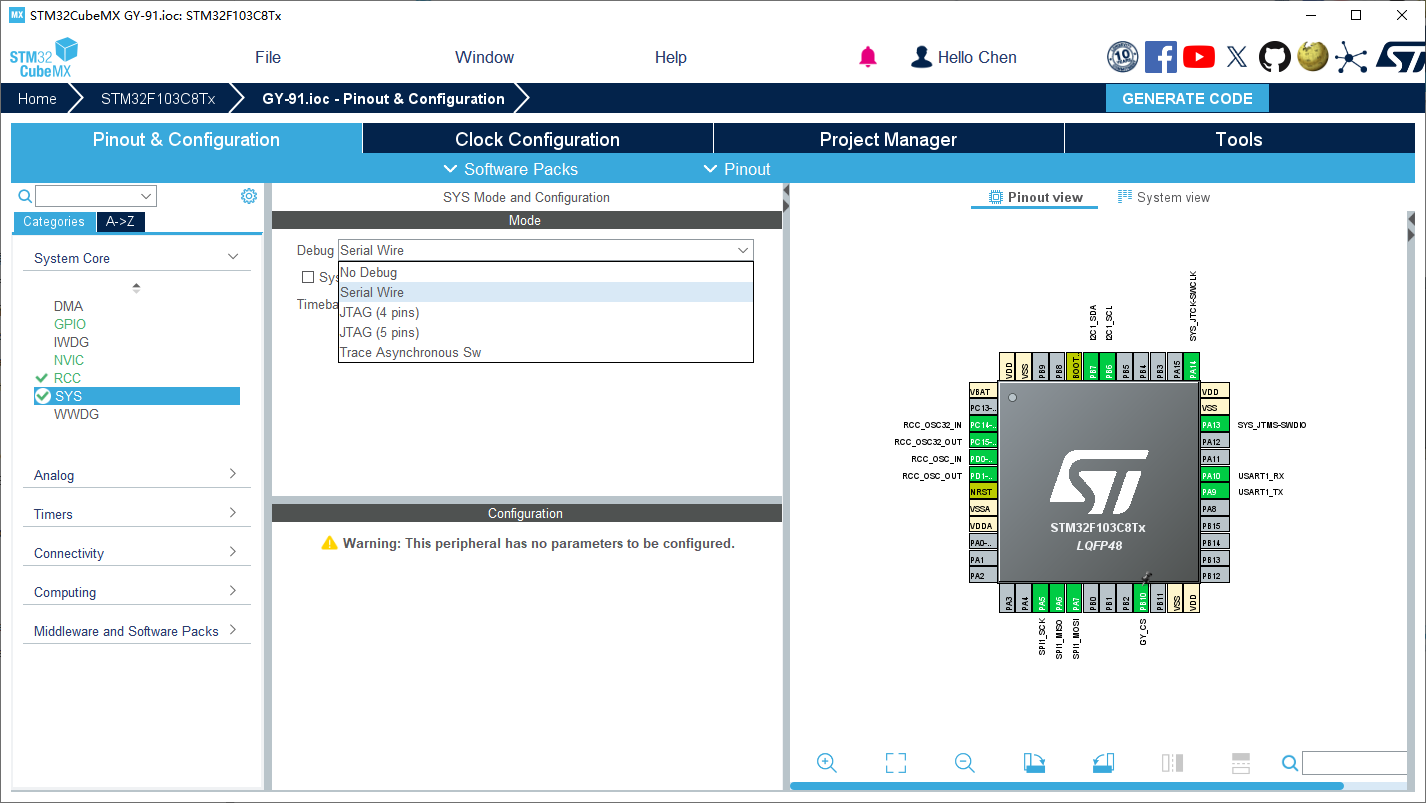 MX STM32CubeMX GY-91.ioc: STM32F103C8Tx
STM32
CubeMX
File
Window
Help
Hello Chen
10
Home
STM32F103C8Tx
GY-91.ioc - Pinout & Configuration
GENERATE CODE
Pinout & Configuration
Clock Configuration
Project Manager
Tools
Software Packs
Pinout
Categories
A->Z
System Core
DMA
GPIO
IWDG
NVIC
RCC
SYS
WWDG
Analog
Timers
Connectivity
Computing
Middleware and Software Packs
SYS Mode and Configuration
Mode
Debug Serial Wire
No Debug
Sys
Serial Wire
Timeba
JTAG (4 pins)
JTAG (5 pins)
Trace Asynchronous Sw
Configuration
Warning: This peripheral has no parameters to be configured.
Pinout view
System view
I2C1_SDA
I2C1_SCL
SYS_JTCK-SWCLK
VDD
VSS
PB9
PB8
BOOT..
PB7
PB6
PB5
PB4
PB3
PA15
PA14
VBAT
PC13-..
RCC_OSC32_IN PC14-..
RCC_OSC32_OUT PC15-..
RCC_OSC_IN PD0-..
RCC_OSC_OUT PD1-..
NRST
VSSA
VDDA
PA0-..
PA1
PA2
VDD
VSS
PA13 SYS_JTMS-SWDIO
PA12
PA11
PA10 USART1_RX
PA9 USART1_TX
PA8
PB15
PB14
PB13
PB12
STM32F103C8Tx
LQFP48
PA3
PA4
PA5
PA6
PA7
PB0
PB1
PB2
PB10
PB11
VSS
VDD
SPI1_SCK
SPI1_MISO
SPI1_MOSI
GY_CS